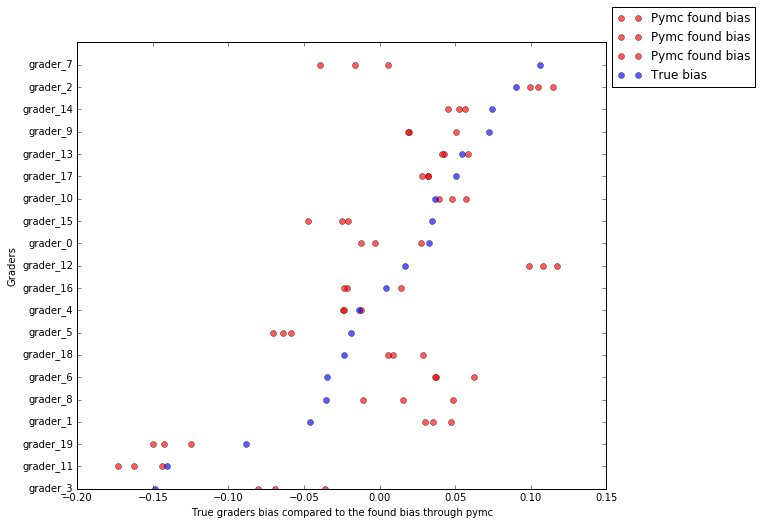 Pymc found bias
Pymc found bias
Pymc found bias
True bias
grader_7
grader_2
grader_14
grader_9
grader_13
grader_17
grader_10
grader_15
grader_0
grader_12
grader_16
grader_4
grader_5
grader_18
grader_6
grader_8
grader_1
grader_19
grader_11
grader_3
Graders
−0.20 −0.15 −0.10 −0.05 0.00 0.05 0.10 0.15
True graders bias compared to the found bias through pymc